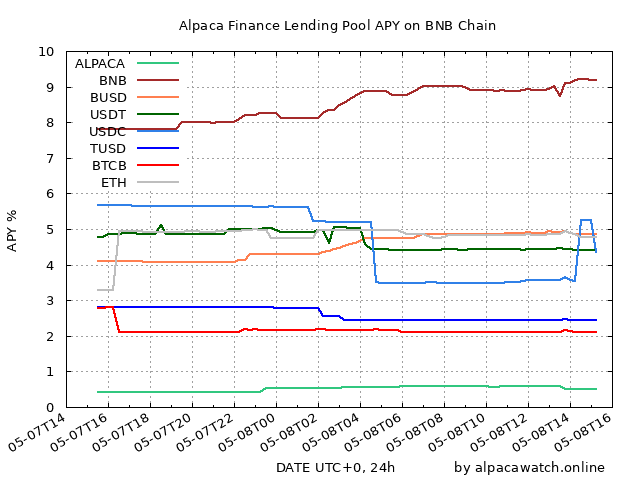 Alpaca Finance Lending Pool APY on BNB Chain
10
9
8
7
6
5
4
3
2
1
0
APY %
ALPACA
BNB
BUSD
USDT
USDC
TUSD
BTCB
ETH
05-07T14
05-07T16
05-07T18
05-07T20
05-07T22
05-08T00
05-08T02
05-08T04
05-08T06
05-08T08
05-08T10
05-08T12
05-08T14
05-08T16
DATE UTC+0, 24h
by alpacawatch.online